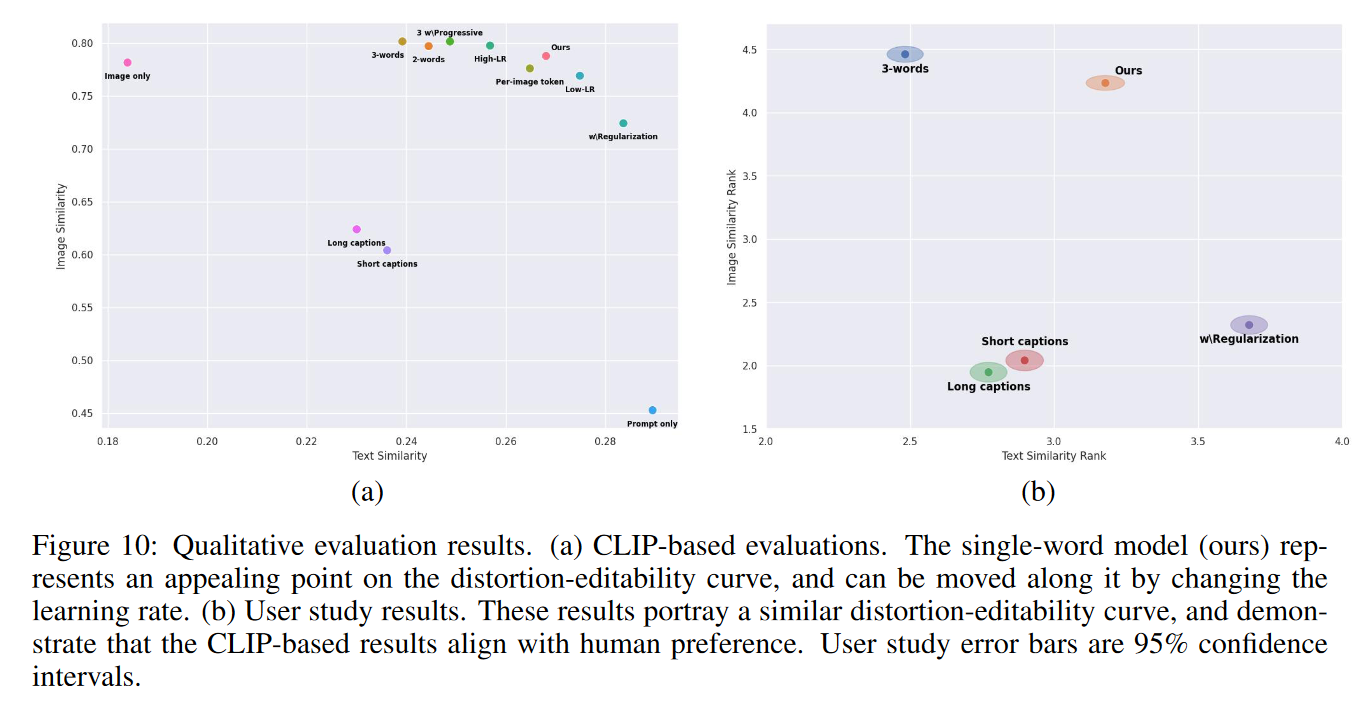 0.80
0.75
0.70
0.65
0.60
0.55
0.50
0.45
Image Similarity
0.18 0.20 0.22 0.24 0.26 0.28
Text Similarity
3 w\Progressive
3-words
2-words
High-LR
Ours
Image only
Per-image token
Low-LR
w\Regularization
Long captions
Short captions
Prompt only
(a)
4.5
4.0
3.5
3.0
2.5
2.0
1.5
Image Similarity Rank
2.0 2.5 3.0 3.5 4.0
Text Similarity Rank
3-words
Ours
Short captions
w\Regularization
Long captions
(b)
Figure 10: Qualitative evaluation results. (a) CLIP-based evaluations. The single-word model (ours) rep-
resents an appealing point on the distortion-editability curve, and can be moved along it by changing the
learning rate. (b) User study results. These results portray a similar distortion-editability curve, and demon-
strate that the CLIP-based results align with human preference. User study error bars are 95% confidence
intervals.